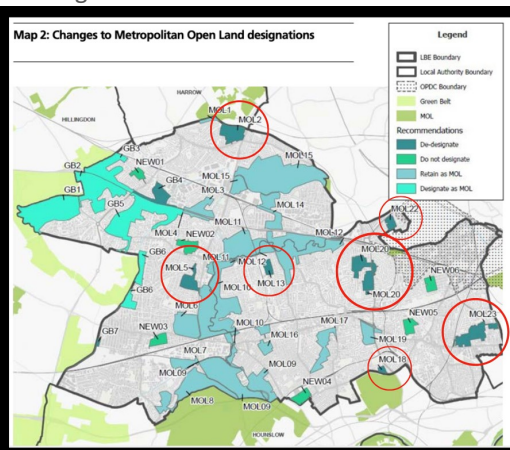 Map 2: Changes to Metropolitan Open Land designations
Legend
LBE Boundary
Local Authority Boundary
OPDC Boundary
Green Belt
MOL
Recommendations
De-designate
Do not designate
Retain as MOL
Designate as MOL
HARROW
HILLINGDON
MOL1
MOL2
GB3
NEW01
GB2
GB4
MOL15
MOL15
GB1
GB5
MOL3
MOL14
MOL22
MOL4
NEW02
MOL11
MOL12
GB6
MOL11
MOL12
MOL20
MOL5
MOL13
NEW06
GB6
MOL6
MOL10
MOL20
MOL23
NEW05
GB7
NEW03
MOL10
MOL16
MOL17
MOL19
MOL7
MOL09
MOL18
MOL09
NEW04
MOL8
MOL09
HOUNSLOW